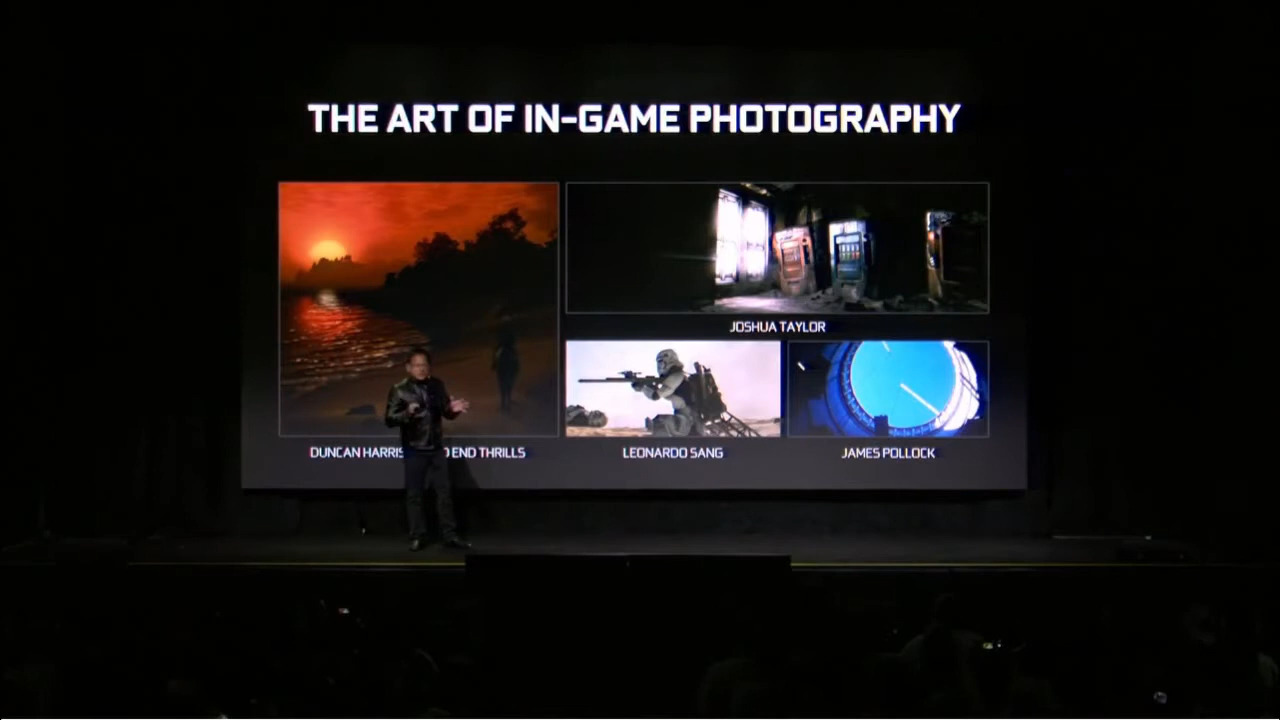 THE ART OF IN-GAME PHOTOGRAPHY
JOSHUA TAYLOR
DUNCAN HARRIS END THRILLS
LEONARDO SANG
JAMES POLLOCK